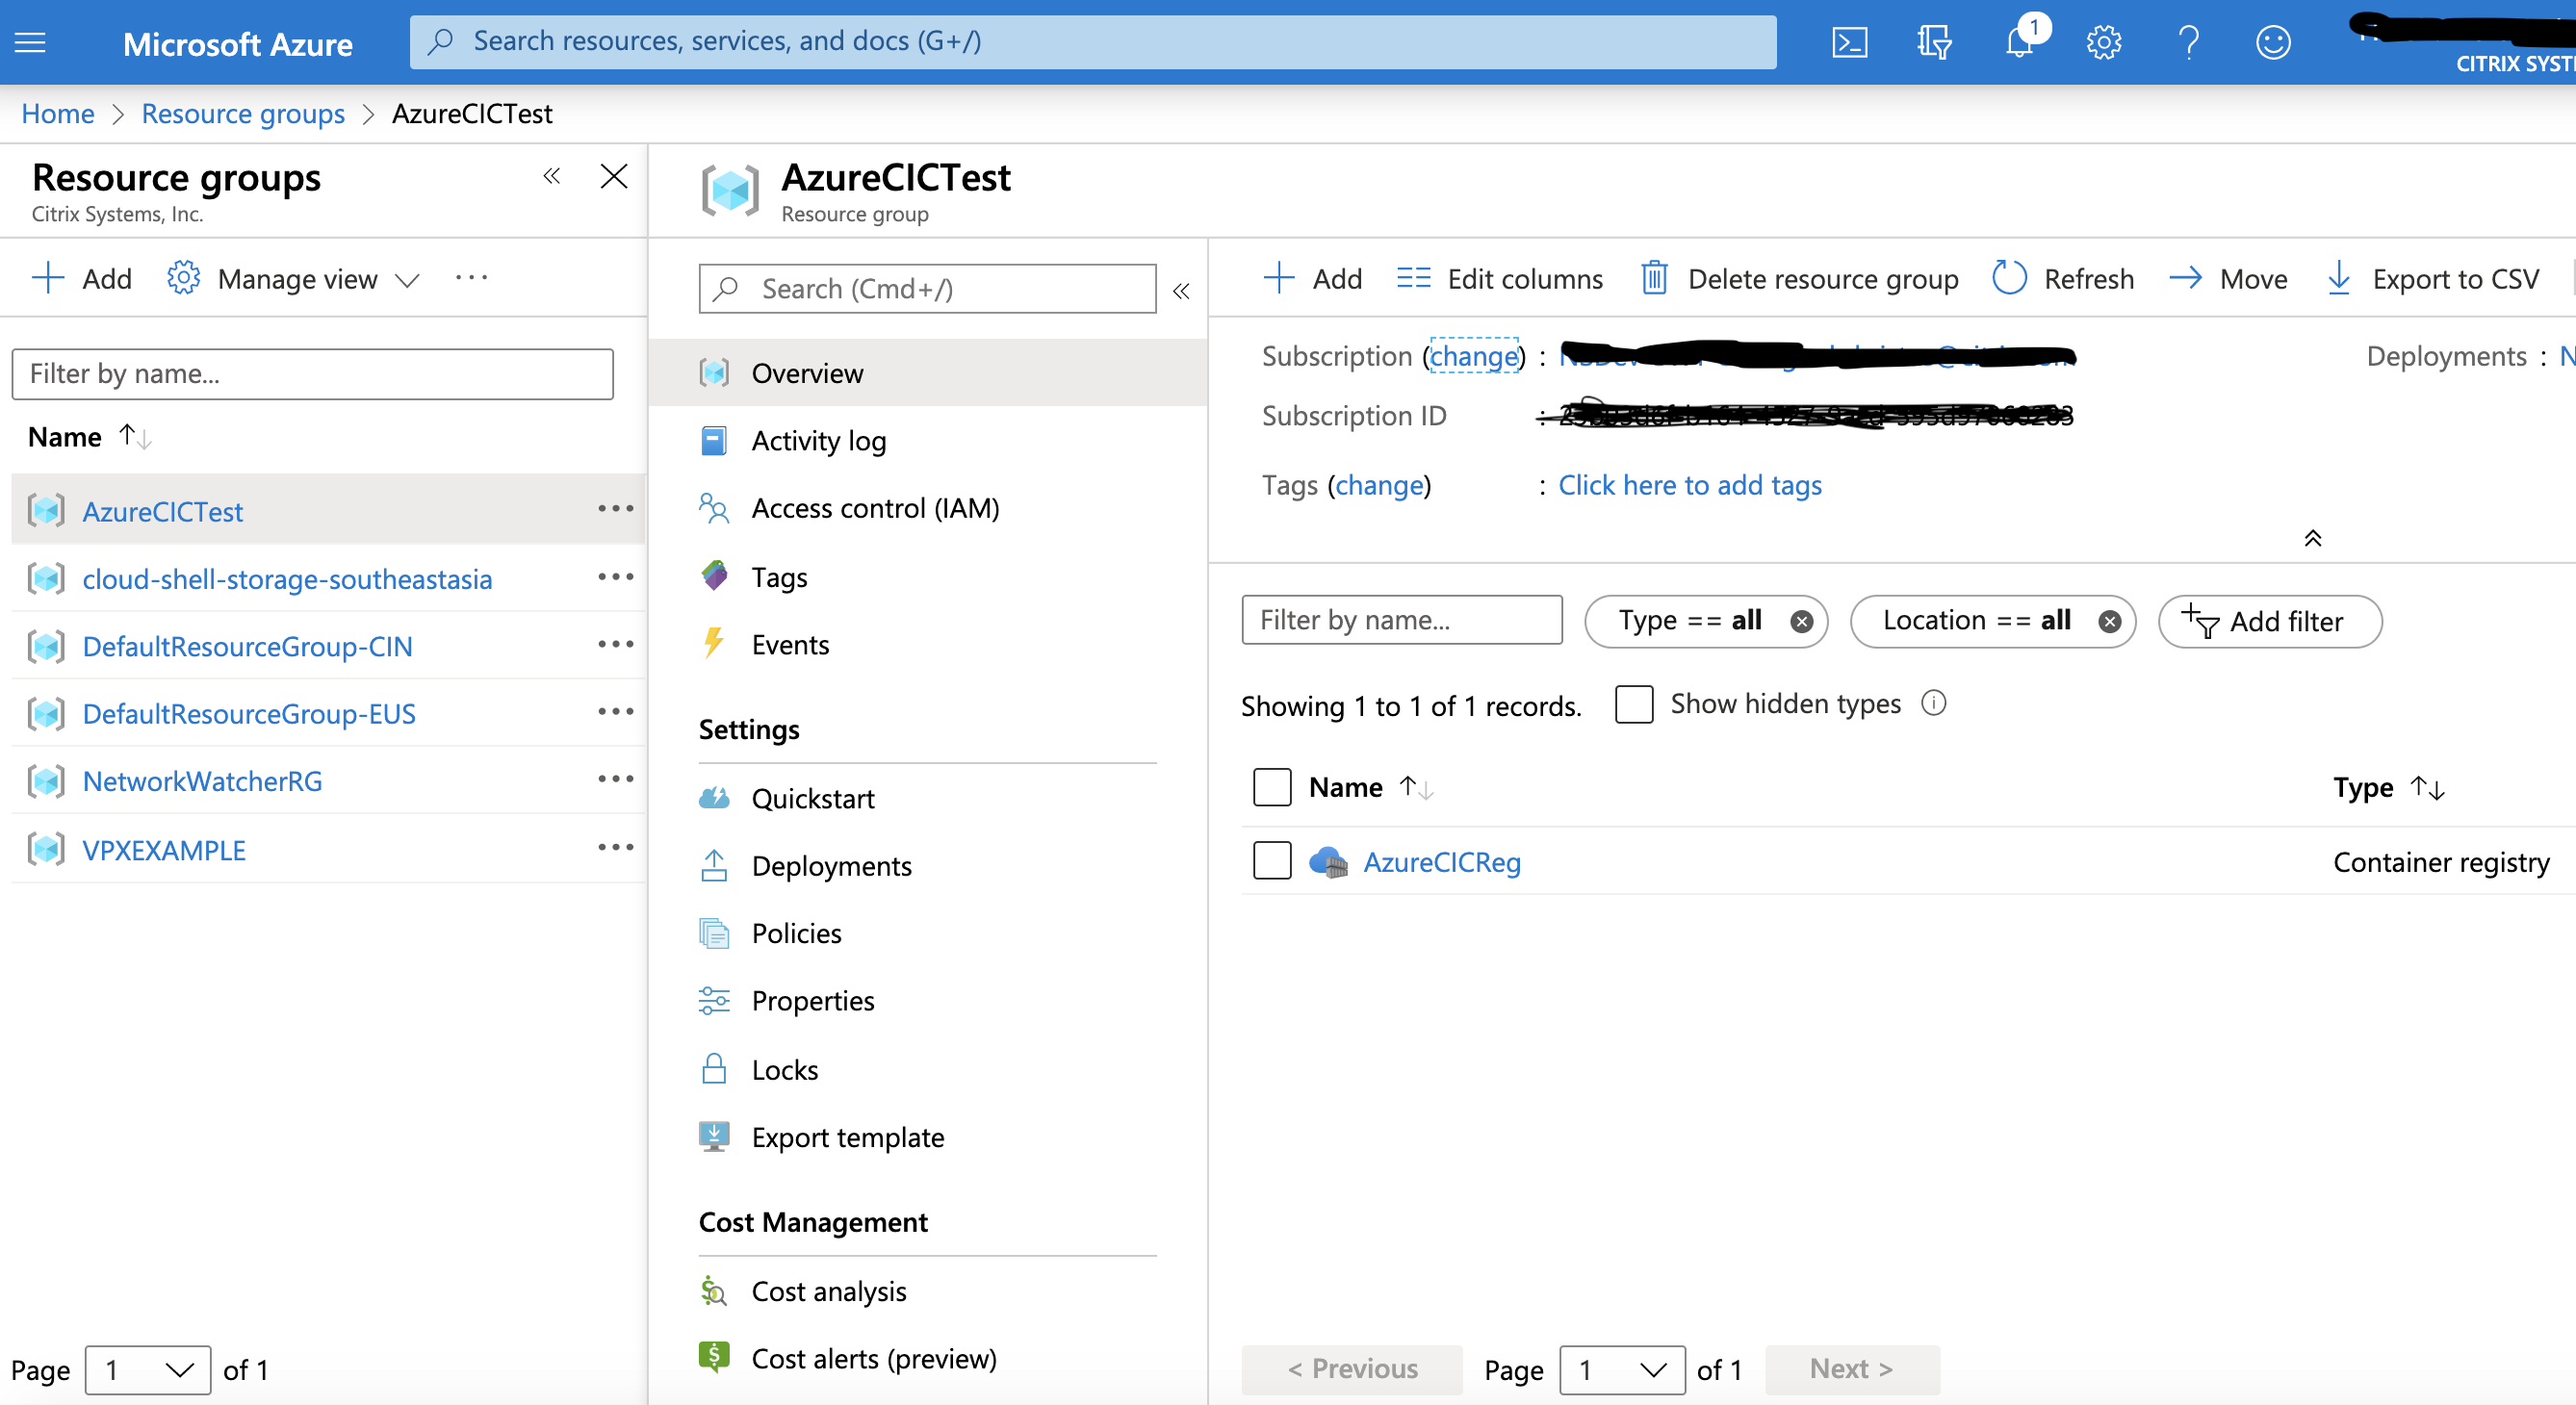 Microsoft Azure
Search resources, services, and docs (G+/)
1
CITRIX SYST
Home > Resource groups > AzureCICTest
Resource groups
Citrix Systems, Inc.
Add
Manage view
Filter by name...
Name
AzureCICTest
cloud-shell-storage-southeastasia
DefaultResourceGroup-CIN
DefaultResourceGroup-EUS
NetworkWatcherRG
VPXEXAMPLE
Page 1 of 1
AzureCICTest
Resource group
Search (Cmd+/)
Overview
Activity log
Access control (IAM)
Tags
Events
Settings
Quickstart
Deployments
Policies
Properties
Locks
Export template
Cost Management
Cost analysis
Cost alerts (preview)
Add
Edit columns
Delete resource group
Refresh
Move
Export to CSV
Subscription (change) :
Deployments : N
Subscription ID :
Tags (change) : Click here to add tags
Filter by name...
Type == all
Location == all
Add filter
Showing 1 to 1 of 1 records.
Show hidden types
Name
Type
AzureCICReg
Container registry
< Previous
Page 1 of 1
Next >